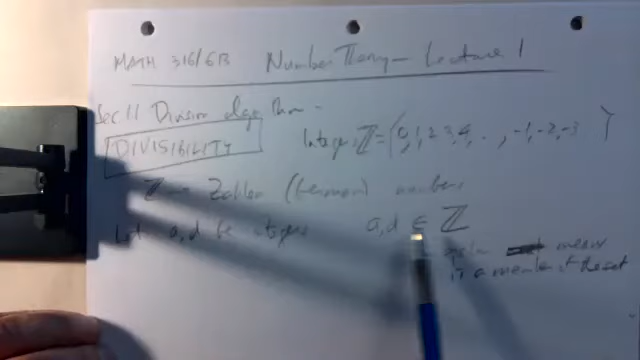 MATH 316/613 Number Theory - Lecture 1
Sec 1.1 Division algorithm -
DIVISIBILITY Integers ℤ = { 0, 1, 2, 3, 4, . . , -1, -2, -3 }
ℤ Zahlen (German) numbers
Let a, d be integers a, d ∈ ℤ
means
is a member of the set